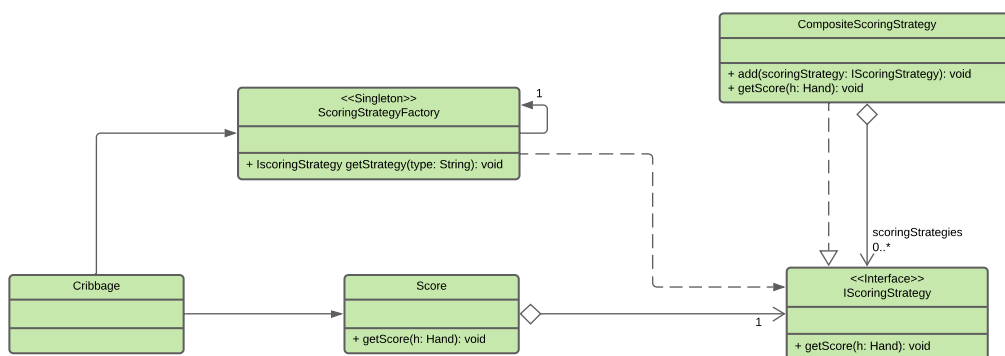 CompositeScoringStrategy
+ add(scoringStrategy: IScoringStrategy): void
+ getScore(h: Hand): void
<<Singleton>>
ScoringStrategyFactory
1
+ IscoringStrategy getStrategy(type: String): void
scoringStrategies
0..*
Cribbage
Score
+ getScore(h: Hand): void
1
<<Interface>>
IScoringStrategy
+ getScore(h: Hand): void